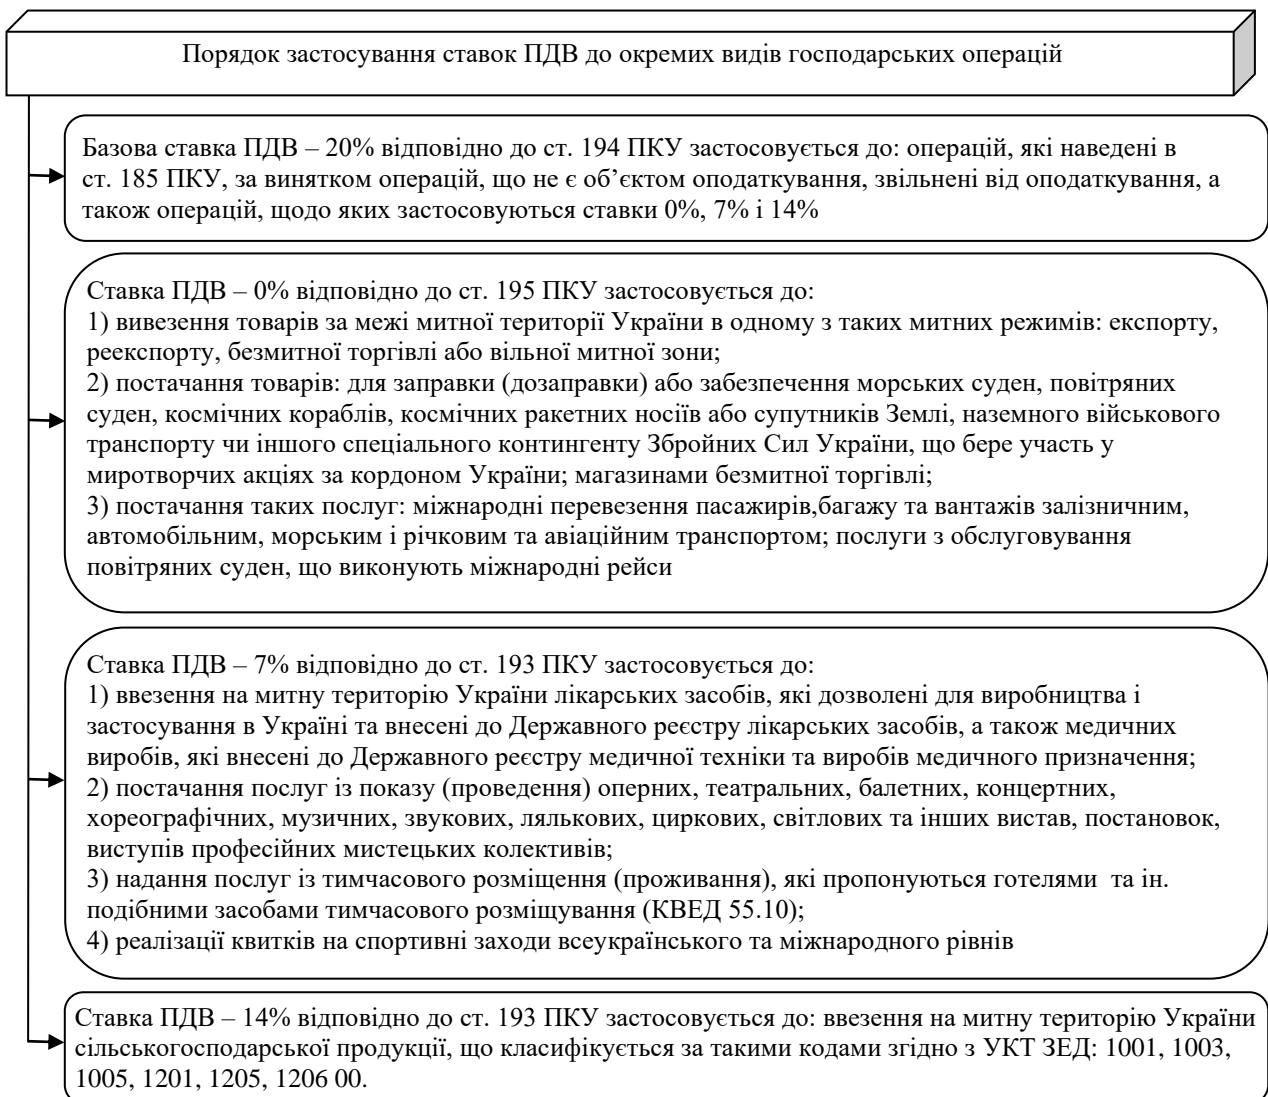 Порядок застосування ставок ПДВ до окремих видів господарських операцій
Базова ставка ПДВ – 20% відповідно до ст. 194 ПКУ застосовується до: операцій, які наведені в
ст. 185 ПКУ, за винятком операцій, що не є об’єктом оподаткування, звільнені від оподаткування, а
також операцій, щодо яких застосовуються ставки 0%, 7% і 14%
Ставка ПДВ – 0% відповідно до ст. 195 ПКУ застосовується до:
1) вивезення товарів за межі митної території України в одному з таких митних режимів: експорту,
реекспорту, безмитної торгівлі або вільної митної зони;
2) постачання товарів: для заправки (дозаправки) або забезпечення морських суден, повітряних
суден, космічних кораблів, космічних ракетних носіїв або супутників Землі, наземного військового
транспорту чи іншого спеціального контингенту Збройних Сил України, що бере участь у
миротворчих акціях за кордоном України; магазинами безмитної торгівлі;
3) постачання таких послуг: міжнародні перевезення пасажирів,багажу та вантажів залізничним,
автомобільним, морським і річковим та авіаційним транспортом; послуги з обслуговування
повітряних суден, що виконують міжнародні рейси
Ставка ПДВ – 7% відповідно до ст. 193 ПКУ застосовується до:
1) ввезення на митну територію України лікарських засобів, які дозволені для виробництва і
застосування в Україні та внесені до Державного реєстру лікарських засобів, а також медичних
виробів, які внесені до Державного реєстру медичної техніки та виробів медичного призначення;
2) постачання послуг із показу (проведення) оперних, театральних, балетних, концертних,
хореографічних, музичних, звукових, лялькових, циркових, світлових та інших вистав, постановок,
виступів професійних мистецьких колективів;
3) надання послуг із тимчасового розміщення (проживання), які пропонуються готелями та ін.
подібними засобами тимчасового розміщування (КВЕД 55.10);
4) реалізації квитків на спортивні заходи всеукраїнського та міжнародного рівнів
Ставка ПДВ – 14% відповідно до ст. 193 ПКУ застосовується до: ввезення на митну територію України
сільськогосподарської продукції, що класифікується за такими кодами згідно з УКТ ЗЕД: 1001, 1003,
1005, 1201, 1205, 1206 00.